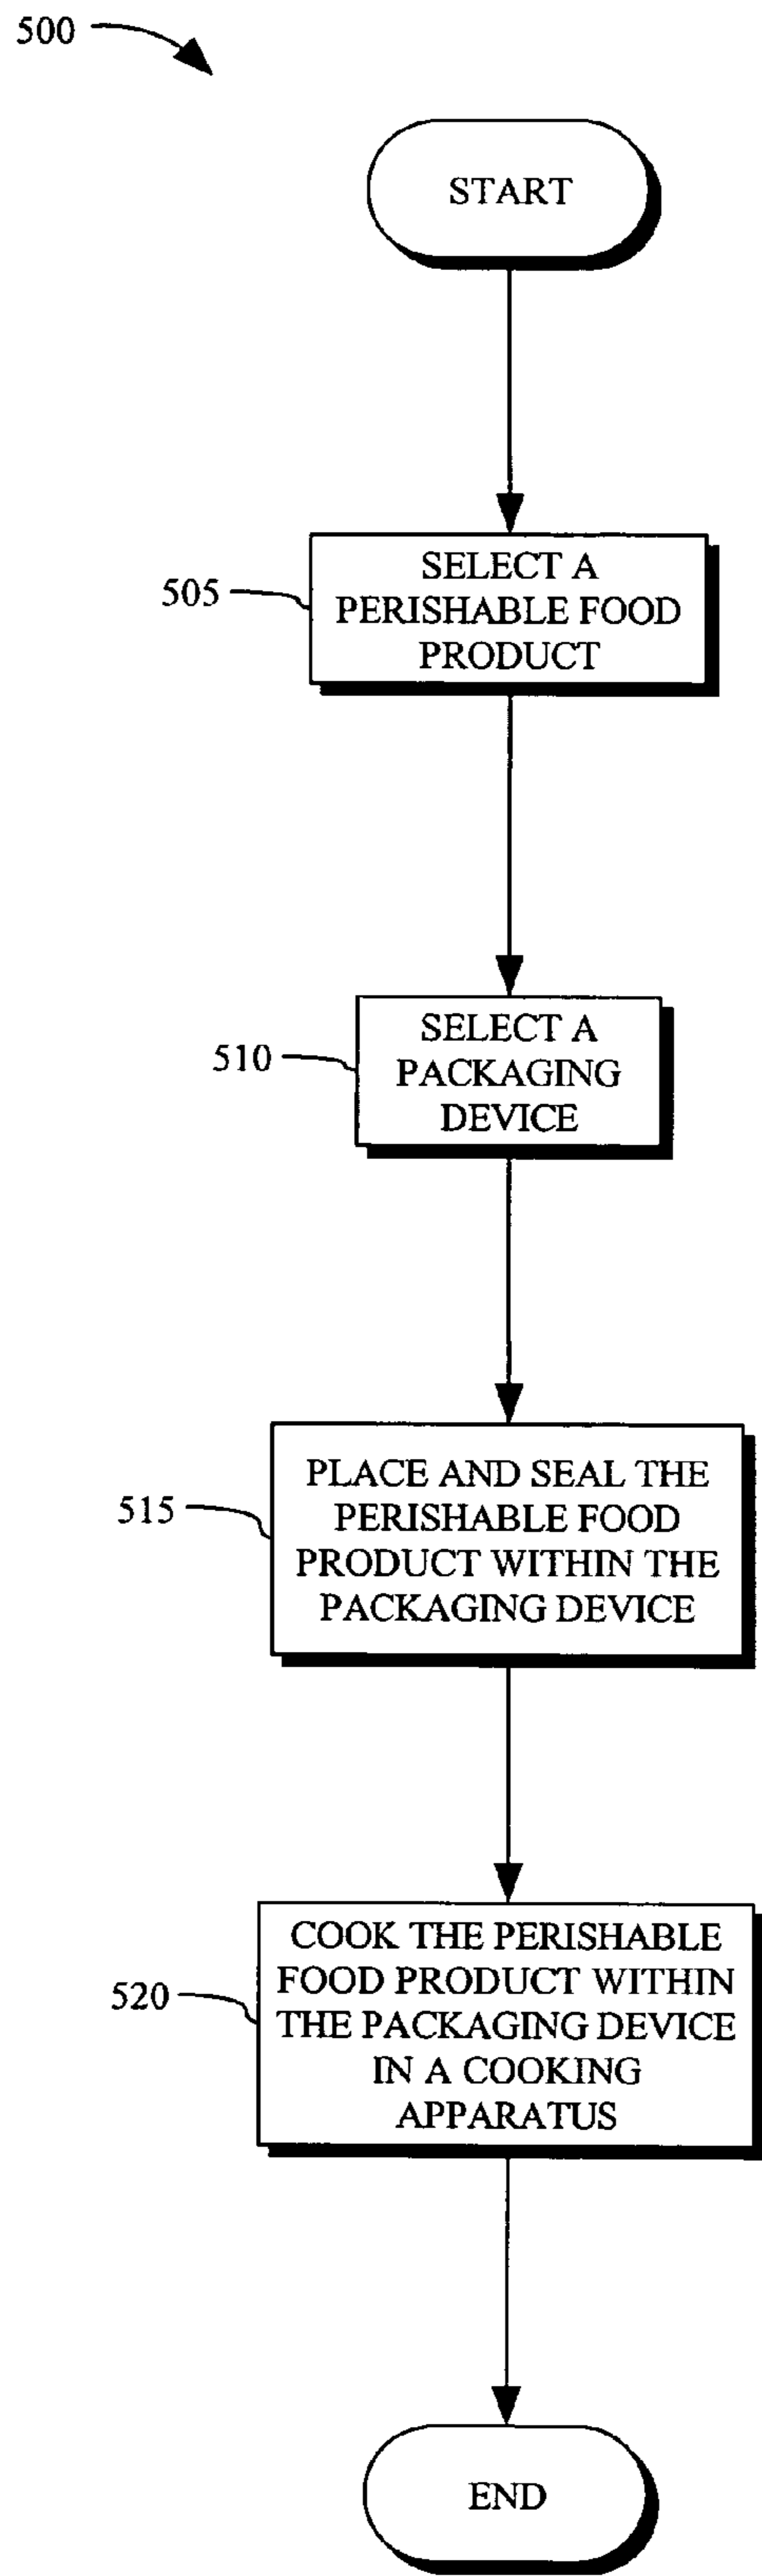 500
START
505
SELECT A
PERISHABLE FOOD
PRODUCT
510
SELECT A
PACKAGING
DEVICE
515
PLACE AND SEAL THE
PERISHABLE FOOD
PRODUCT WITHIN THE
PACKAGING DEVICE
520
COOK THE PERISHABLE
FOOD PRODUCT WITHIN
THE PACKAGING DEVICE
IN A COOKING
APPARATUS
END